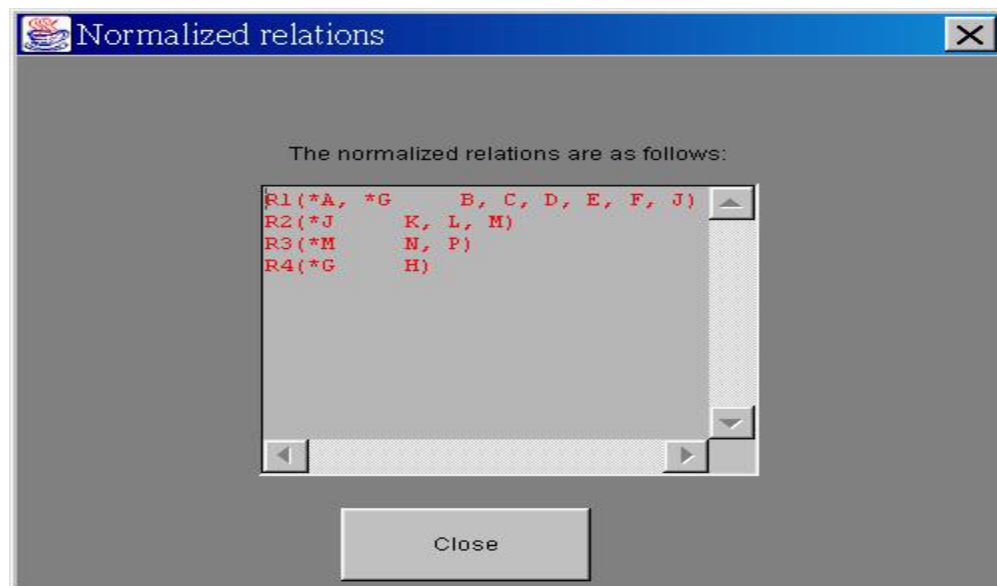 Normalized relations
The normalized relations are as follows:
R1(*A, *G B, C, D, E, F, J)
R2(*J K, L, M)
R3(*M N, P)
R4(*G H)
Close